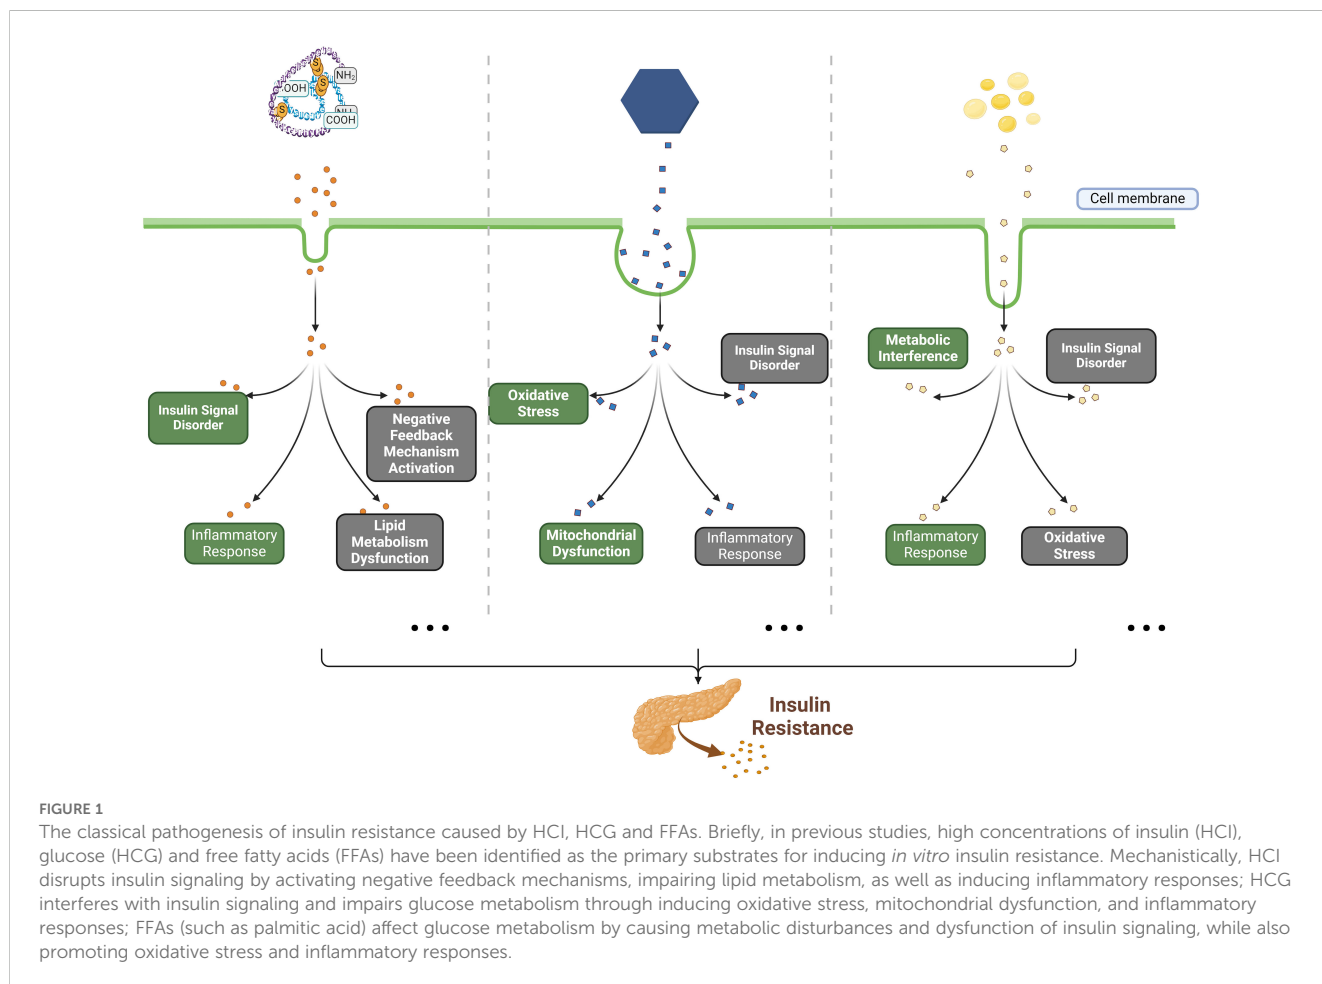 S
NH2
OOH
S
S
COOH
Cell membrane
Insulin Signal
Disorder
Negative
Feedback
Mechanism
Activation
Inflammatory
Response
Lipid
Metabolism
Dysfunction
Insulin Signal
Disorder
Oxidative
Stress
Mitochondrial
Dysfunction
Inflammatory
Response
Metabolic
Interference
Insulin Signal
Disorder
Inflammatory
Response
Oxidative
Stress
Insulin
Resistance
FIGURE 1
The classical pathogenesis of insulin resistance caused by HCI, HCG and FFAs. Briefly, in previous studies, high concentrations of insulin (HCI),
glucose (HCG) and free fatty acids (FFAs) have been identified as the primary substrates for inducing in vitro insulin resistance. Mechanistically, HCI
disrupts insulin signaling by activating negative feedback mechanisms, impairing lipid metabolism, as well as inducing inflammatory responses; HCG
interferes with insulin signaling and impairs glucose metabolism through inducing oxidative stress, mitochondrial dysfunction, and inflammatory
responses; FFAs (such as palmitic acid) affect glucose metabolism by causing metabolic disturbances and dysfunction of insulin signaling, while also
promoting oxidative stress and inflammatory responses.